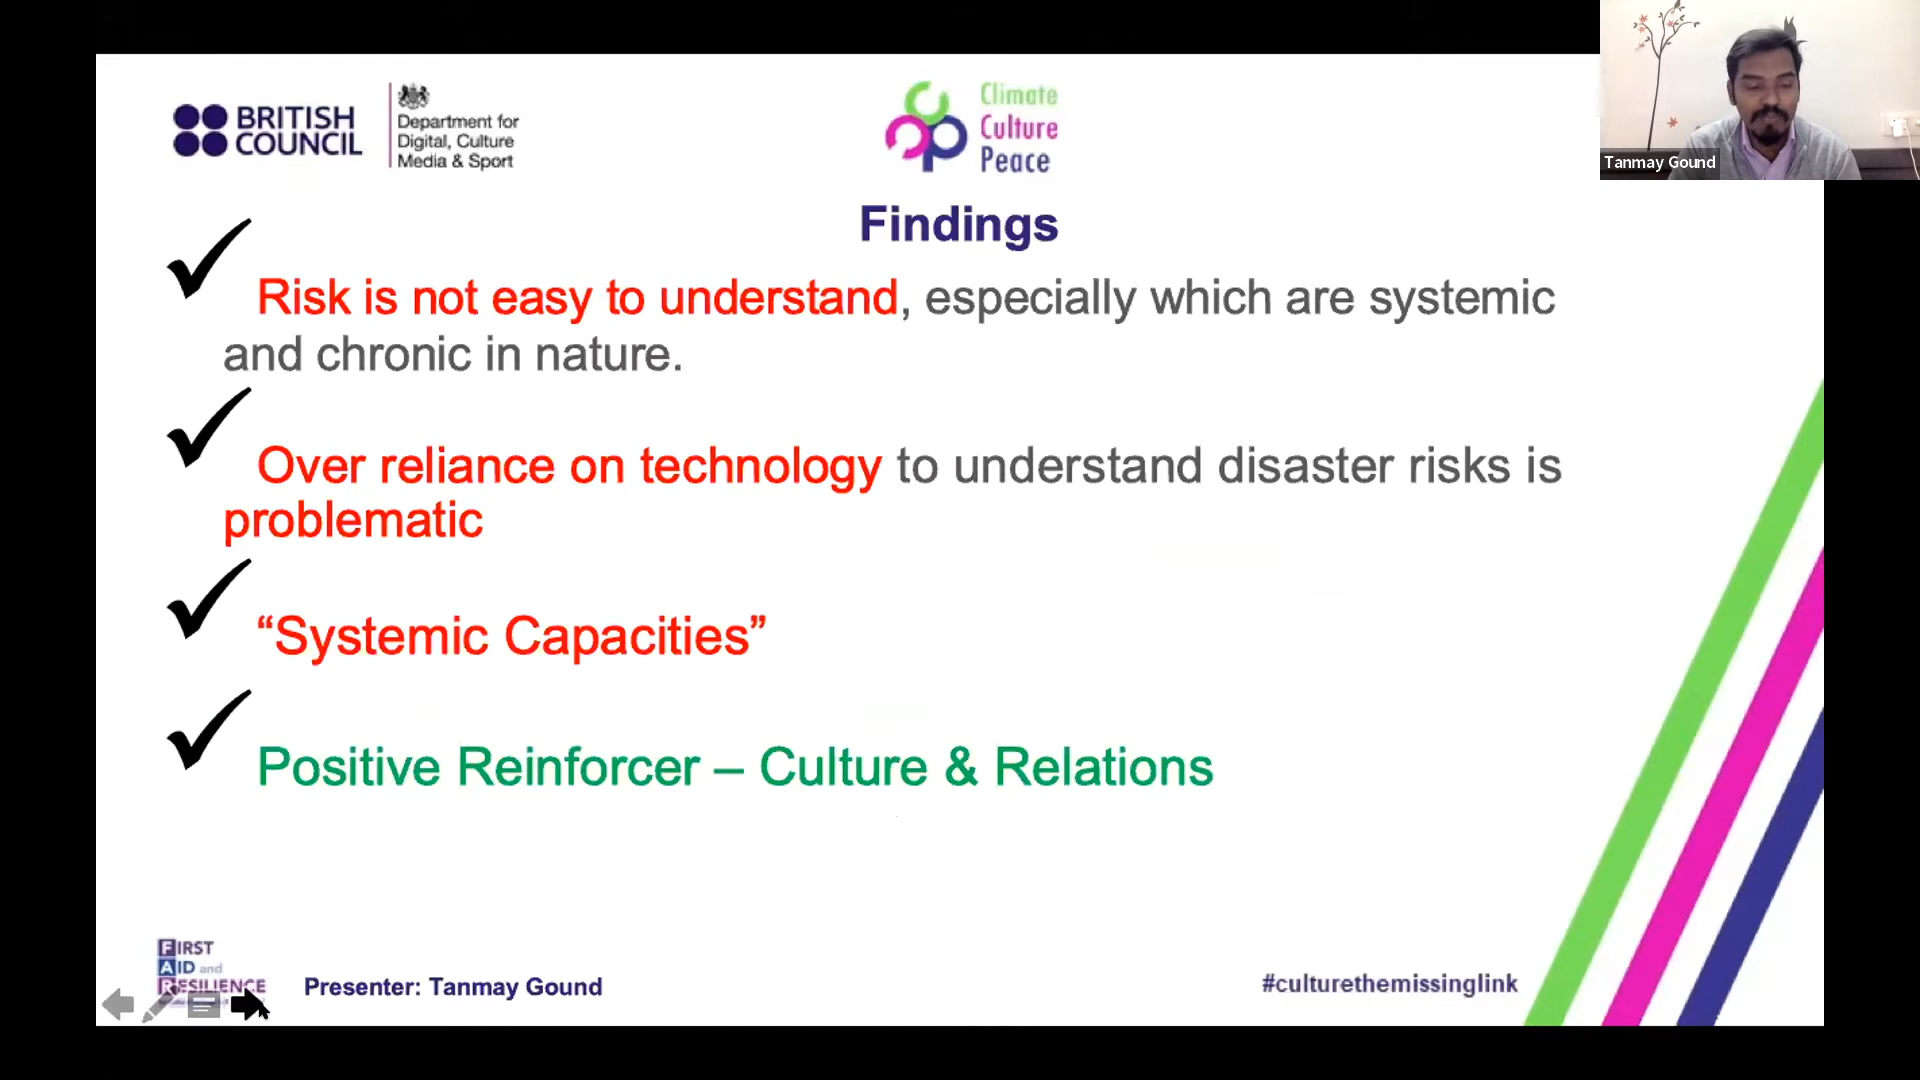 BRITISH
COUNCIL
Department for
Digital, Culture
Media & Sport
Climate
Culture
Peace
Tanmay Gound
Findings
Risk is not easy to understand, especially which are systemic
and chronic in nature.
Over reliance on technology to understand disaster risks is
problematic
“Systemic Capacities”
Positive Reinforcer – Culture & Relations
FIRST
AID and
RESILIENCE
Presenter: Tanmay Gound
#culturethemissinglink